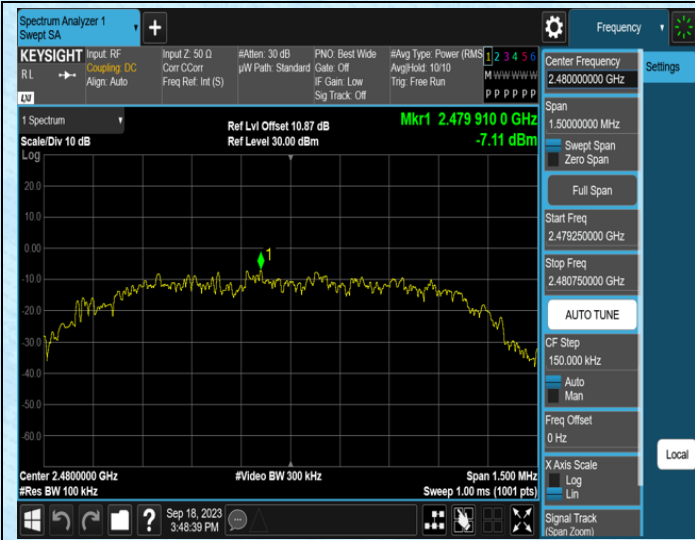 Spectrum Analyzer 1
Swept SA
Frequency
KEYSIGHT
RL
LXI
Input: RF
Coupling: DC
Align: Auto
Input Z: 50 Ω
Corr CCorr
Freq Ref: Int (S)
#Atten: 30 dB
µW Path: Standard
PNO: Best Wide
Gate: Off
IF Gain: Low
Sig Track: Off
#Avg Type: Power (RMS)
Avg|Hold: 10/10
Trig: Free Run
1 2 3 4 5 6
M W W W W W
P P P P P P
1 Spectrum
Scale/Div 10 dB
Ref Lvl Offset 10.87 dB
Ref Level 30.00 dBm
Mkr1 2.479 910 0 GHz
-7.11 dBm
Log
20.0
10.0
0.00
-10.0
-20.0
-30.0
-40.0
-50.0
-60.0
1
Center 2.4800000 GHz
#Res BW 100 kHz
#Video BW 300 kHz
Span 1.500 MHz
Sweep 1.00 ms (1001 pts)
Sep 18, 2023
3:48:39 PM
Center Frequency
2.480000000 GHz
Span
1.50000000 MHz
Swept Span
Zero Span
Full Span
Start Freq
2.479250000 GHz
Stop Freq
2.480750000 GHz
AUTO TUNE
CF Step
150.000 kHz
Auto
Man
Freq Offset
0 Hz
X Axis Scale
Log
Lin
Signal Track
(Span Zoom)
Settings
Local